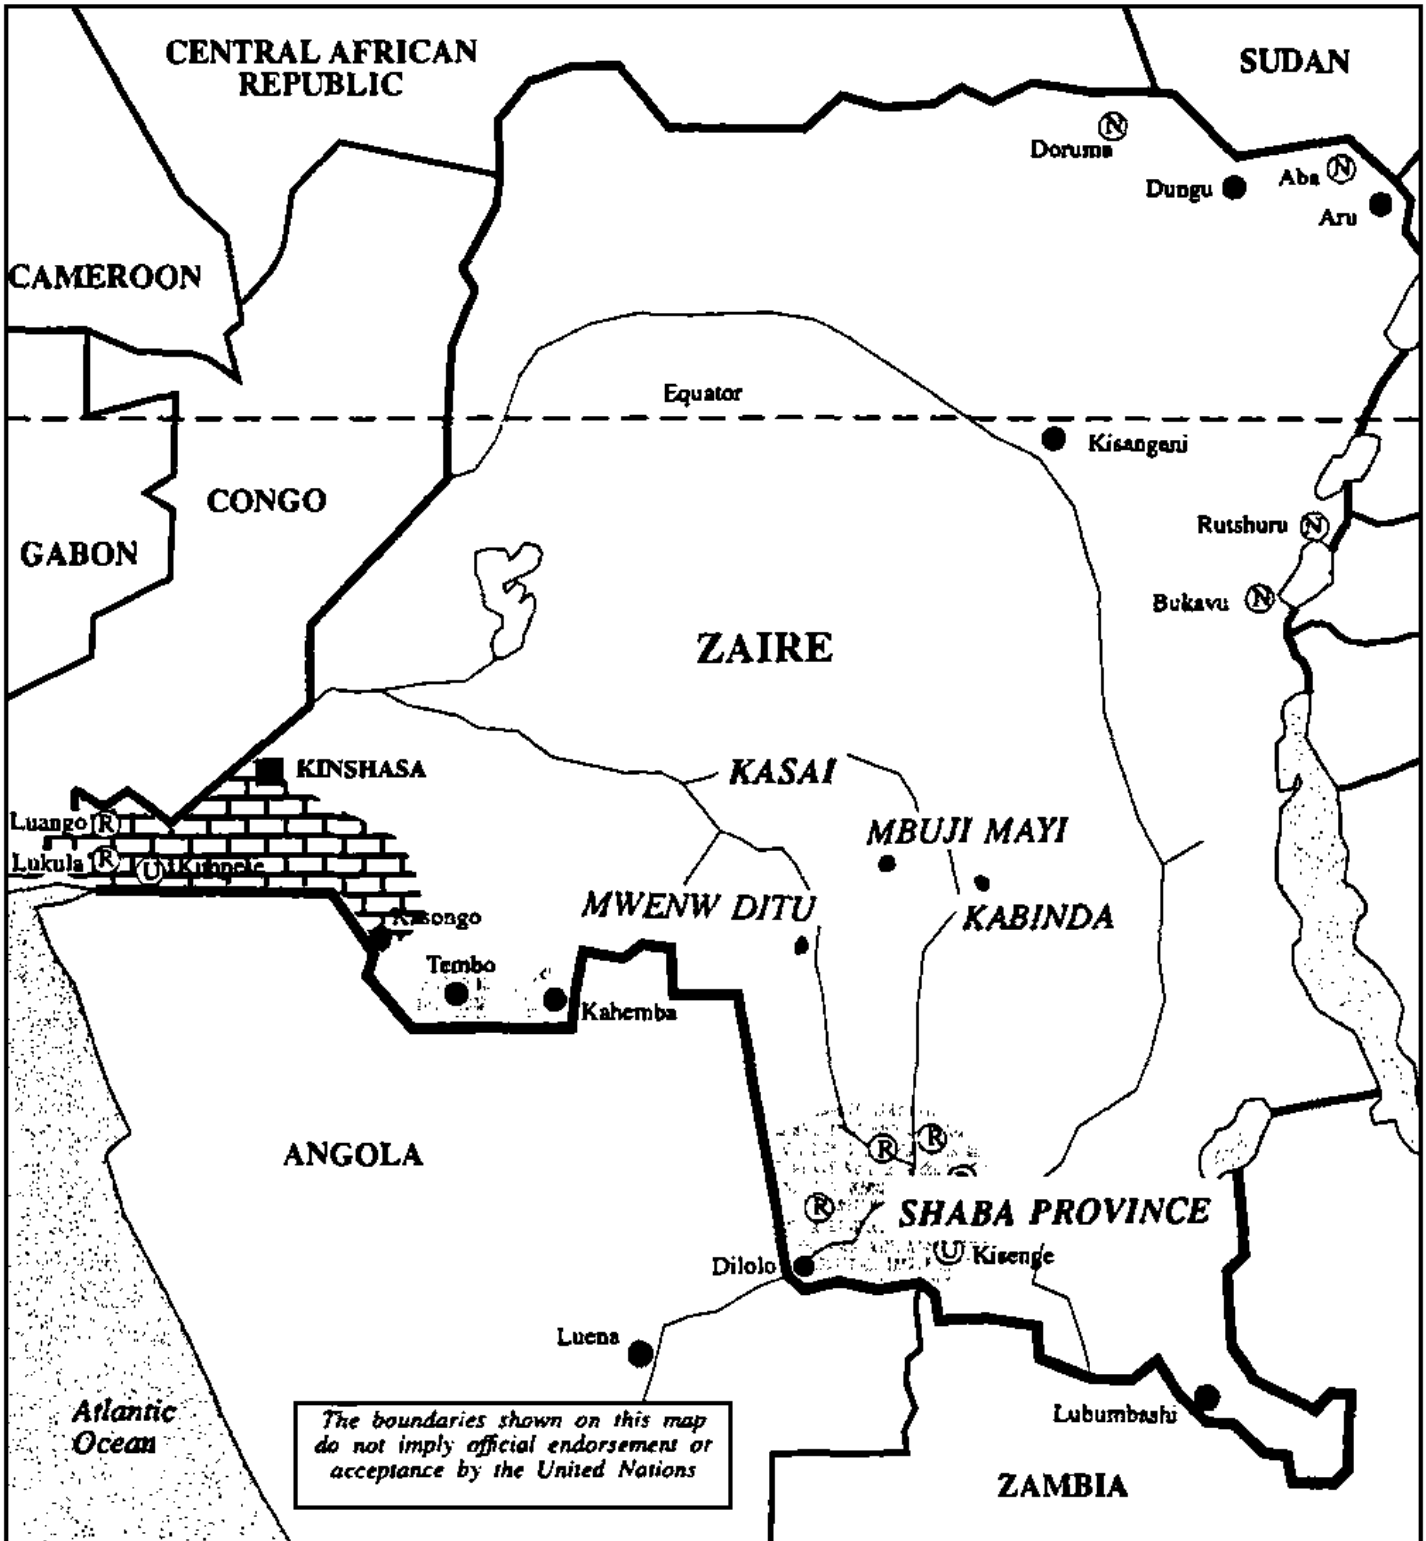 CENTRAL AFRICAN
REPUBLIC
SUDAN
N
Doruma
Dungu
Aba N
Aru
CAMEROON
Equator
Kisangani
CONGO
GABON
Rutshuru N
Bukavu N
ZAIRE
KINSHASA
KASAI
Luango R
MBUJI MAYI
Lukula R
U
MWENW DITU
KABINDA
Kasongo
Tembo
Kahemba
ANGOLA
R
R
R
SHABA PROVINCE
Dilolo
U Kisenge
Luena
Atlantic
Ocean
Lubumbashi
The boundaries shown on this map
do not imply official endorsement or
acceptance by the United Nations
ZAMBIA